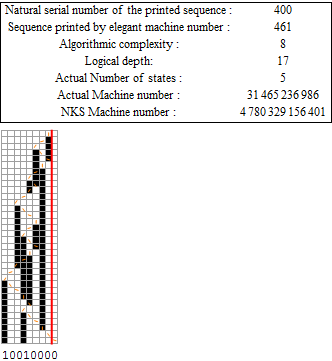 Natural serial number of the printed sequence : 400
Sequence printed by elegant machine number : 461
Algorithmic complexity : 8
Logical depth: 17
Actual Number of states : 5
Actual Machine number : 31 465 236 986
NKS Machine number : 4 780 329 156 401
10010000